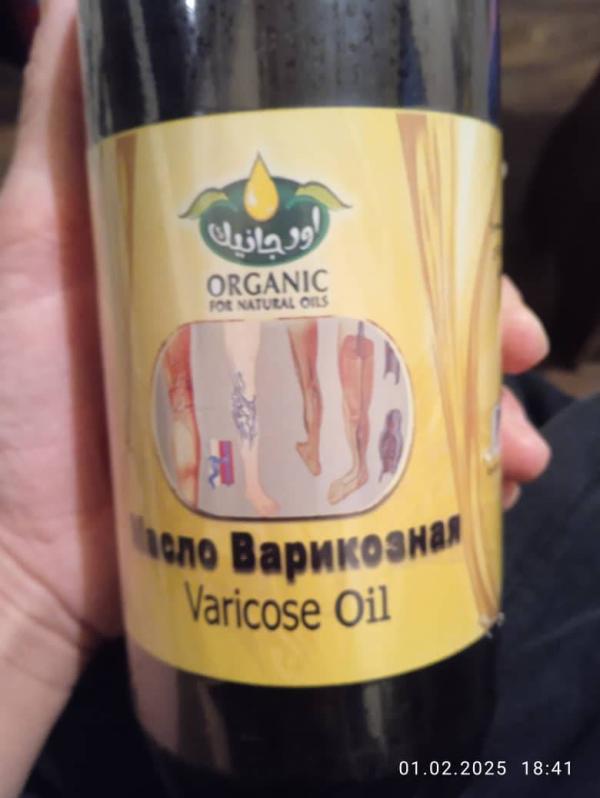 اورجانيك
ORGANIC
FOR NATURAL OILS
Масло Варикозная
Varicose Oil
01.02.2025 18:41